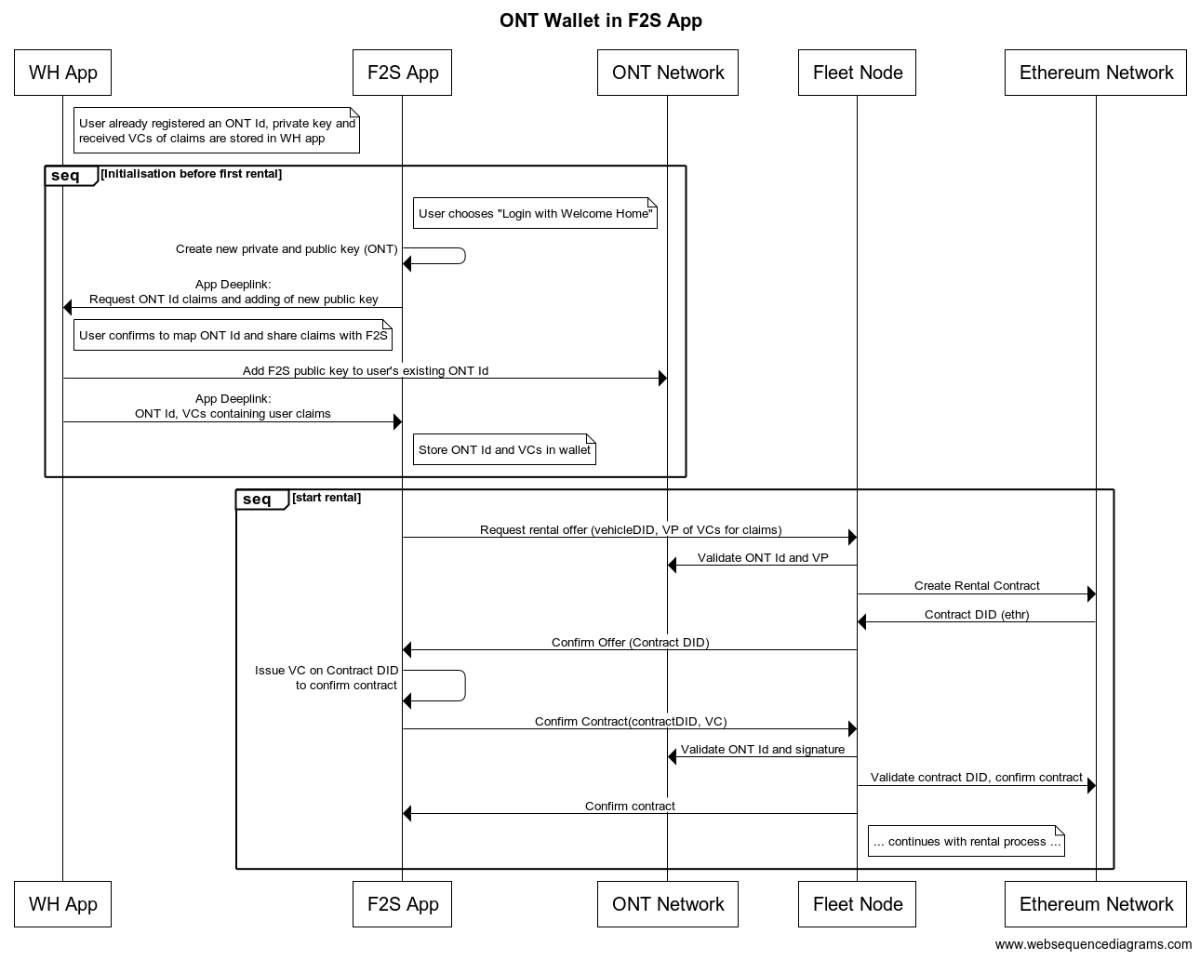 ONT Wallet in F2S App
WH App
F2S App
ONT Network
Fleet Node
Ethereum Network
User already registered an ONT Id, private key and
received VCs of claims are stored in WH app
seq
[Initialisation before first rental]
User chooses "Login with Welcome Home"
Create new private and public key (ONT)
App Deeplink:
Request ONT Id claims and adding of new public key
User confirms to map ONT Id and share claims with F2S
Add F2S public key to user's existing ONT Id
App Deeplink:
ONT Id, VCs containing user claims
Store ONT Id and VCs in wallet
seq
[start rental]
Request rental offer (vehicleDID, VP of VCs for claims)
Validate ONT Id and VP
Create Rental Contract
Contract DID (ethr)
Confirm Offer (Contract DID)
Issue VC on Contract DID
to confirm contract
Confirm Contract(contractDID, VC)
Validate ONT Id and signature
Validate contract DID, confirm contract
Confirm contract
... continues with rental process ...
WH App
F2S App
ONT Network
Fleet Node
Ethereum Network
www.websequencediagrams.com